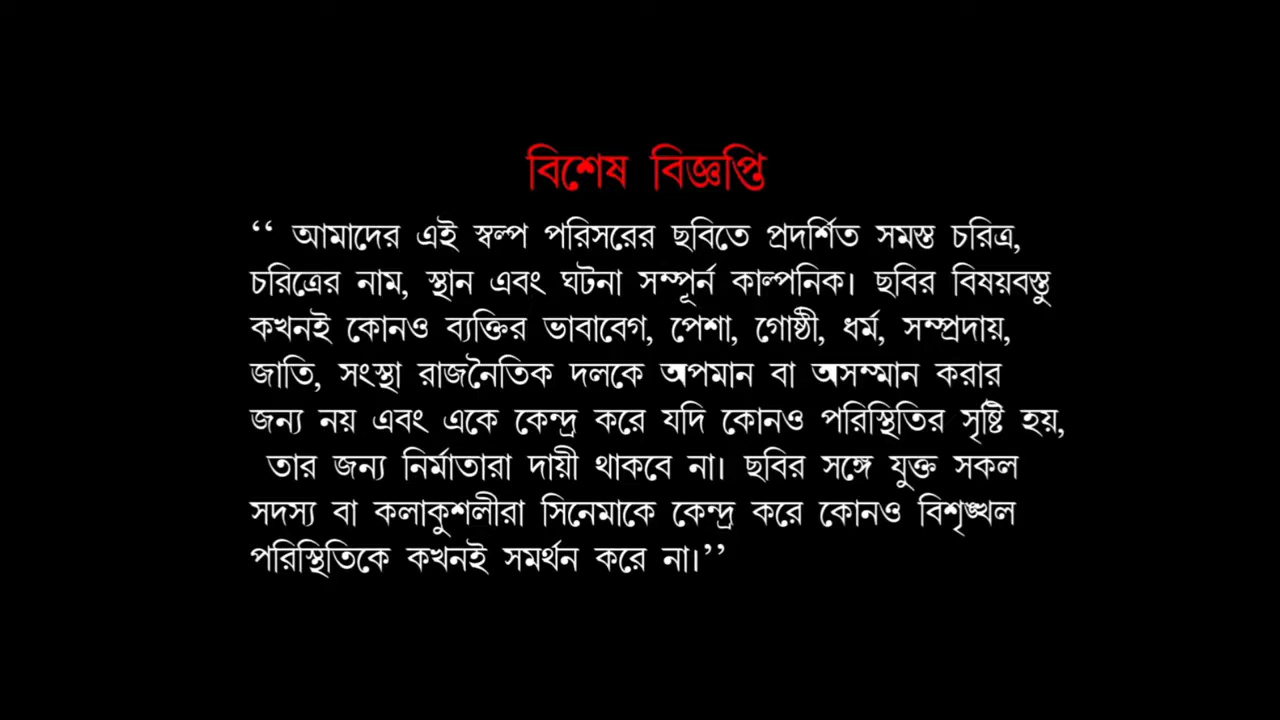 বিশেষ বিজ্ঞপ্তি
‘‘ আমাদের এই স্বল্প পরিসরের ছবিতে প্রদর্শিত সমস্ত চরিত্র,
চরিত্রের নাম, স্থান এবং ঘটনা সম্পূর্ন কাল্পনিক। ছবির বিষয়বস্তু
কখনই কোনও ব্যক্তির ভাবাবেগ, পেশা, গোষ্ঠী, ধর্ম, সম্প্রদায়,
জাতি, সংস্থা রাজনৈতিক দলকে অপমান বা অসম্মান করার
জন্য নয় এবং একে কেন্দ্র করে যদি কোনও পরিস্থিতির সৃষ্টি হয়,
তার জন্য নির্মাতারা দায়ী থাকবে না। ছবির সঙ্গে যুক্ত সকল
সদস্য বা কলাকুশলীরা সিনেমাকে কেন্দ্র করে কোনও বিশৃঙ্খল
পরিস্থিতিকে কখনই সমর্থন করে না।’’